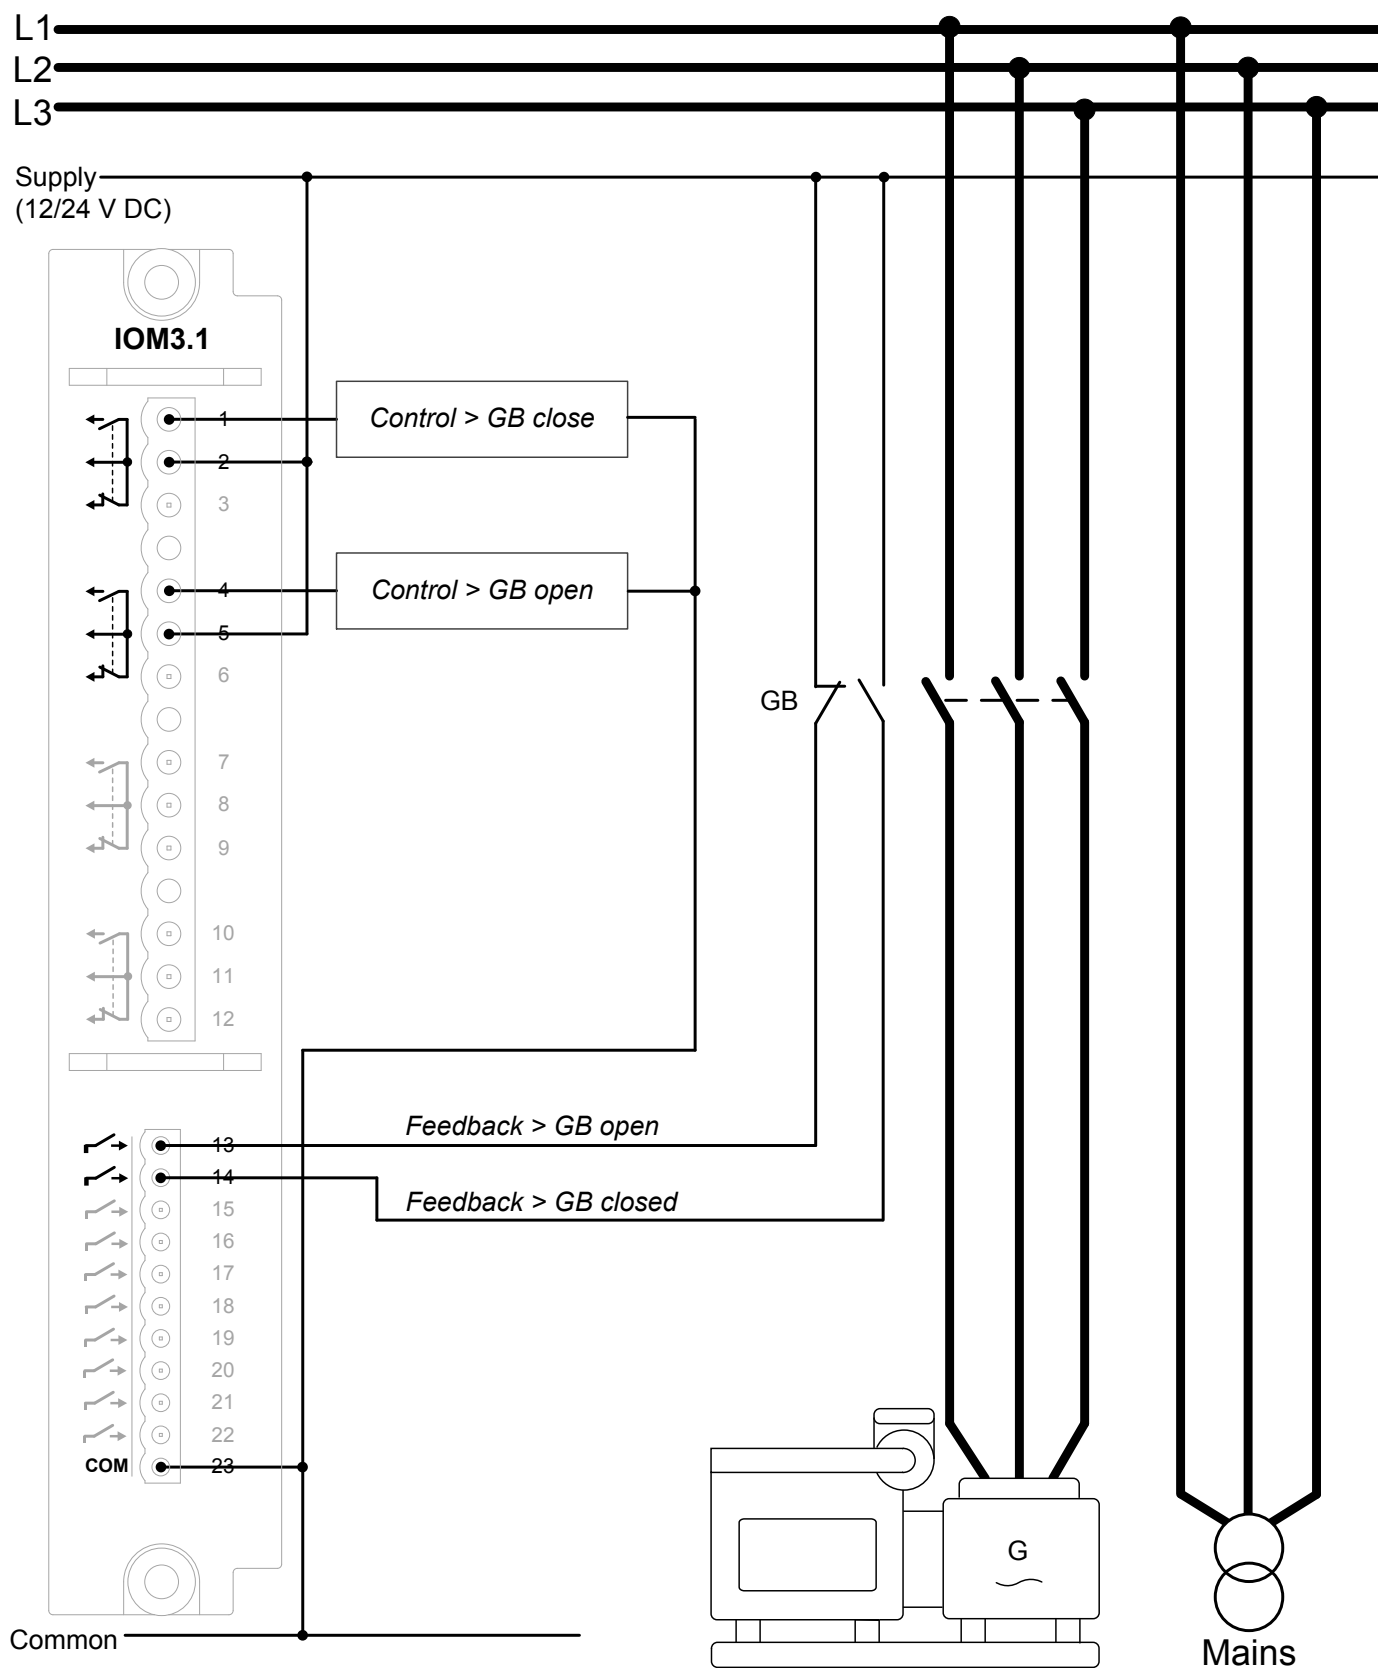 L1
L2
L3
Supply
(12/24 V DC)
IOM3.1
1
Control > GB close
2
3
4
Control > GB open
5
6
GB
7
8
9
10
11
12
Feedback > GB open
13
14
Feedback > GB closed
15
16
17
18
19
20
21
22
COM
23
G
Common
Mains